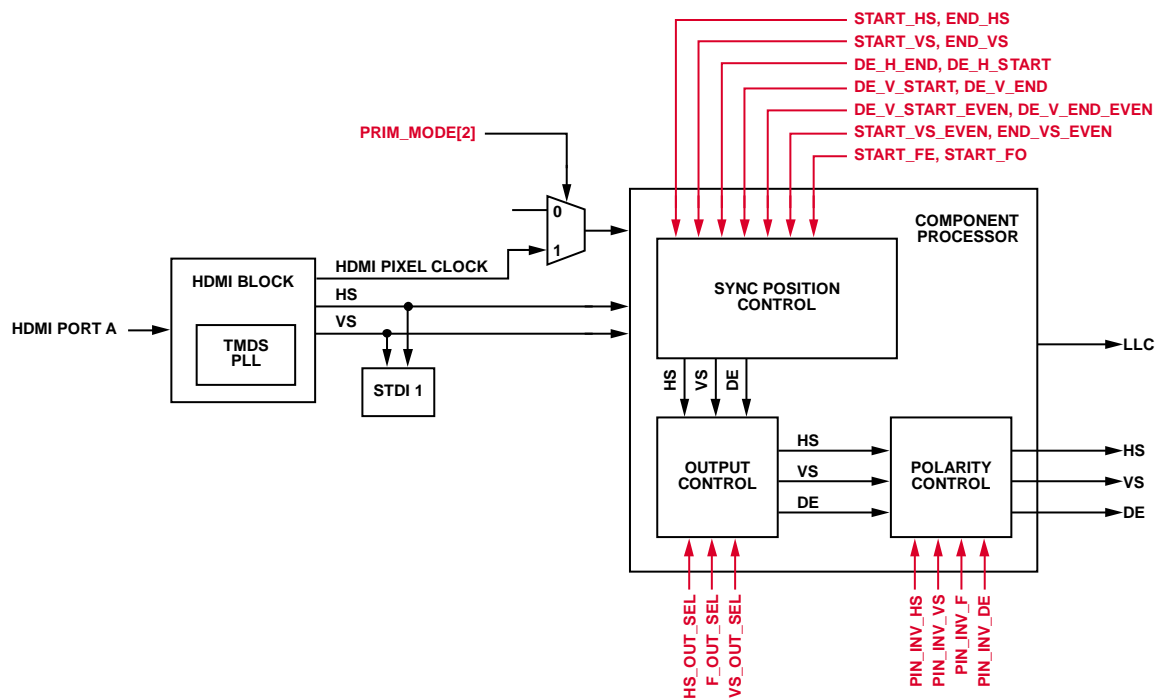 START_HS, END_HS
START_VS, END_VS
DE_H_END, DE_H_START
DE_V_START, DE_V_END
DE_V_START_EVEN, DE_V_END_EVEN
START_VS_EVEN, END_VS_EVEN
START_FE, START_FO
PRIM_MODE[2]
0
1
COMPONENT
PROCESSOR
HDMI PIXEL CLOCK
HDMI BLOCK
HS
VS
HDMI PORT A
TMDS
PLL
STDI 1
SYNC POSITION
CONTROL
LLC
HS
VS
DE
OUTPUT
CONTROL
HS
VS
DE
POLARITY
CONTROL
HS
VS
DE
HS_OUT_SEL
F_OUT_SEL
VS_OUT_SEL
PIN_INV_HS
PIN_INV_VS
PIN_INV_F
PIN_INV_DE